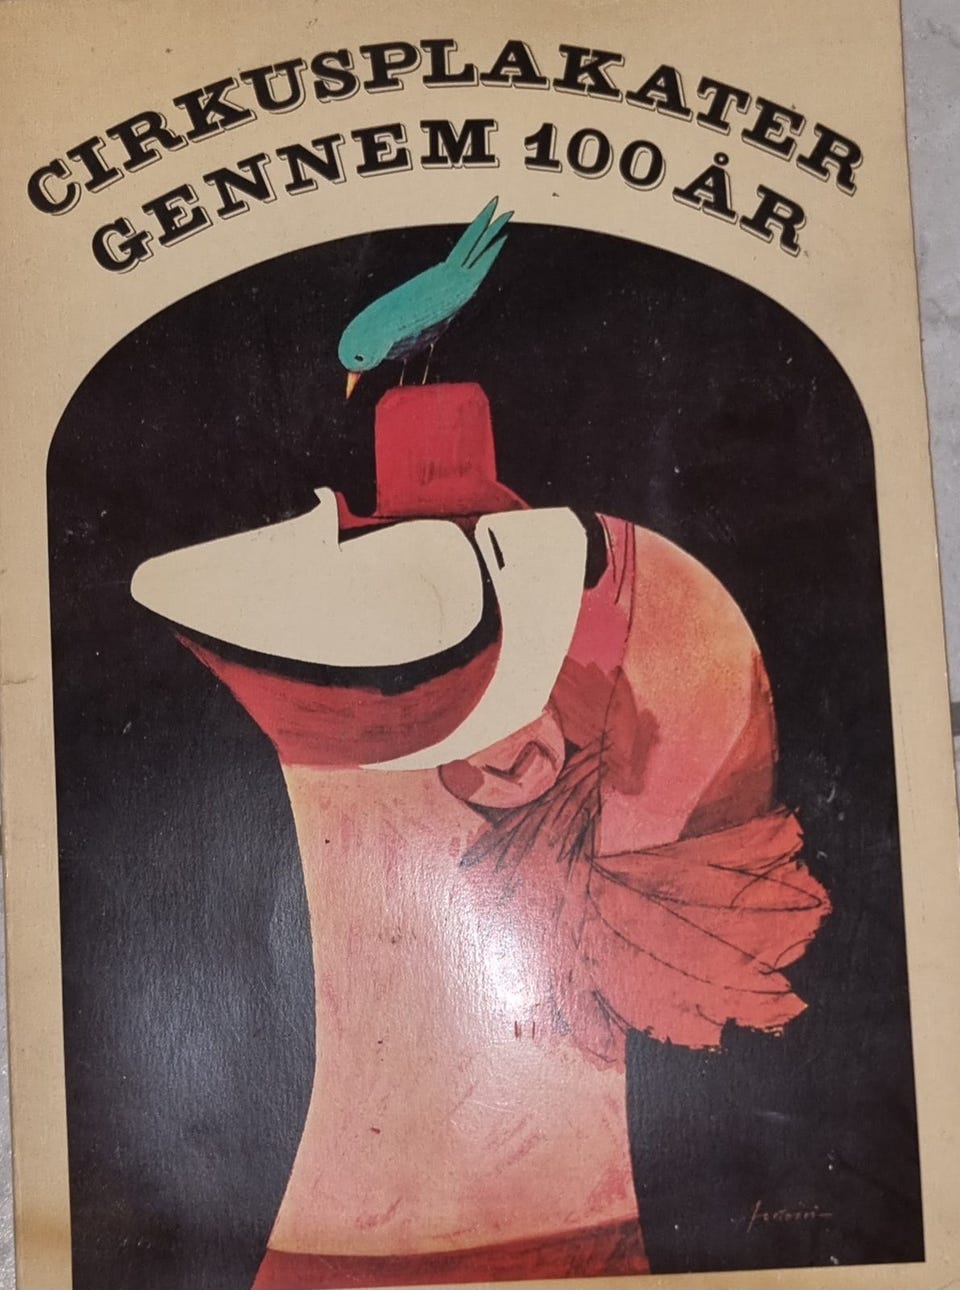 CIRKUSPLAKATER
GENNEM 100 ÅR